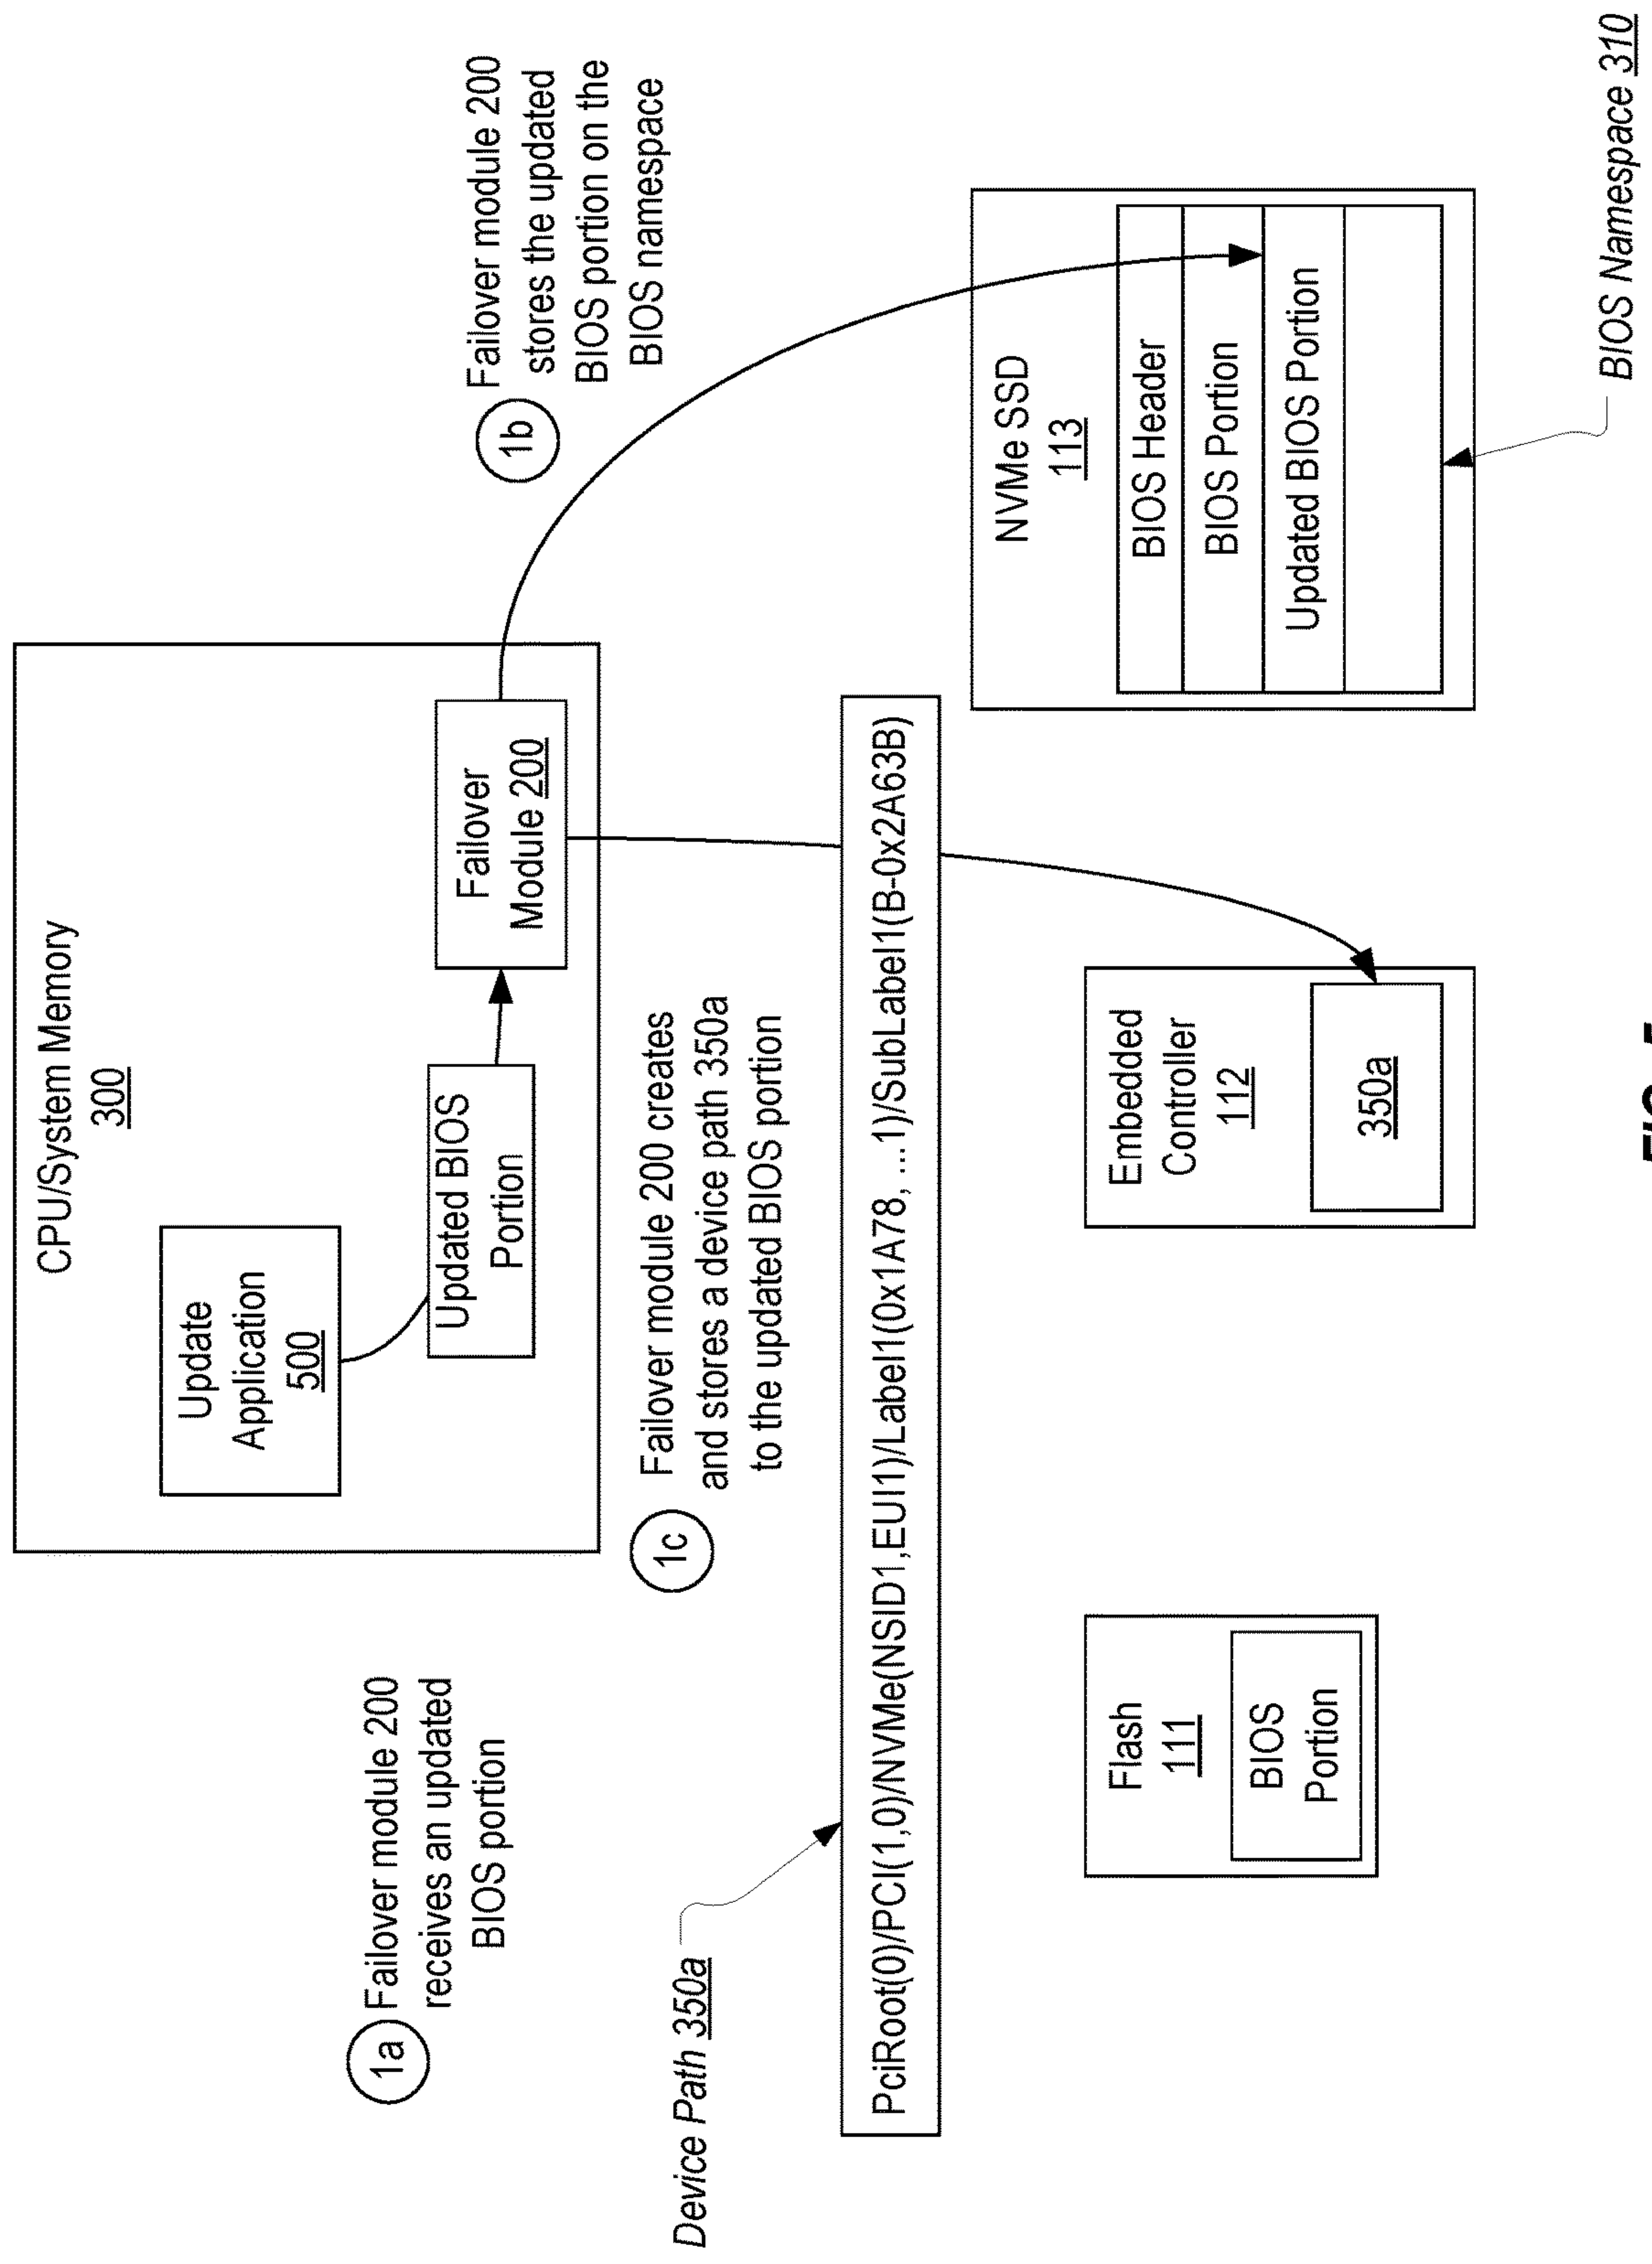 CPU/System Memory
300
Update
Application
500
Updated BIOS
Portion
Failover
Module 200
1a
Failover module 200
receives an updated
BIOS portion
1b
Failover module 200
stores the updated
BIOS portion on the
BIOS namespace
1c
Failover module 200 creates
and stores a device path 350a
to the updated BIOS portion
Device Path 350a
PciRoot(0)/PCI(1,0)/NVMe(NSID1,EUI1)/Label1(0x1A78, ...1)/SubLabel1(B-0x2A63B)
Flash
111
BIOS
Portion
Embedded
Controller
112
350a
NVMe SSD
113
BIOS Header
BIOS Portion
Updated BIOS Portion
BIOS Namespace 310